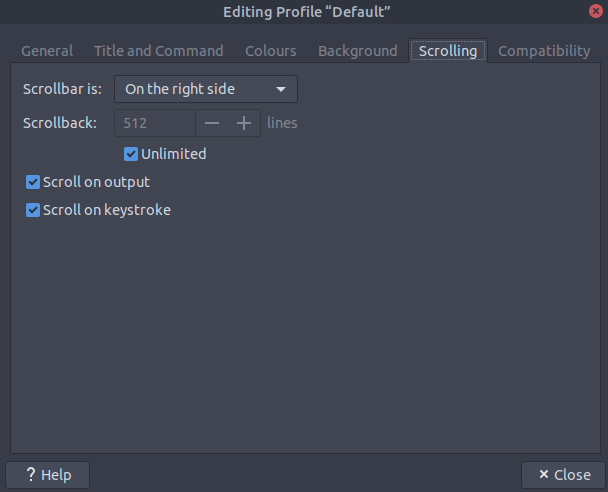 Editing Profile “Default”
General Title and Command Colours Background Scrolling Compatibility
Scrollbar is: On the right side
Scrollback: 512 lines
Unlimited
Scroll on output
Scroll on keystroke
? Help × Close